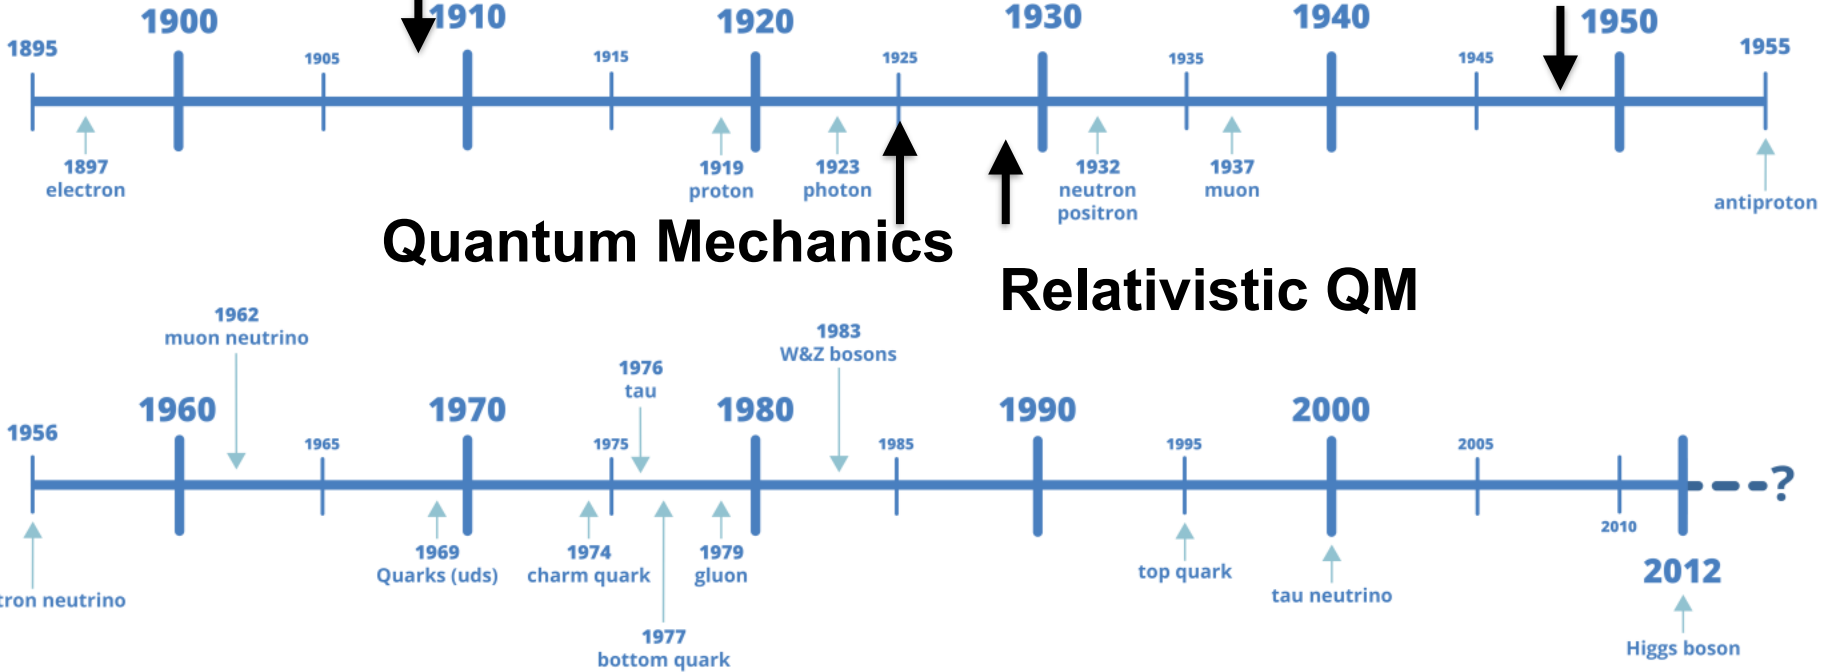 1895
1900
1905
1910
1915
1920
1925
1930
1935
1940
1945
1950
1955
1897
electron
1919
proton
1923
photon
1932
neutron
positron
1937
muon
antiproton
Quantum Mechanics
Relativistic QM
1962
muon neutrino
1976
tau
1983
W&Z bosons
1956
1960
1965
1970
1975
1980
1985
1990
1995
2000
2005
2010
?
1969
Quarks (uds)
1974
charm quark
1979
gluon
1977
bottom quark
top quark
tau neutrino
2012
Higgs boson
tron neutrino